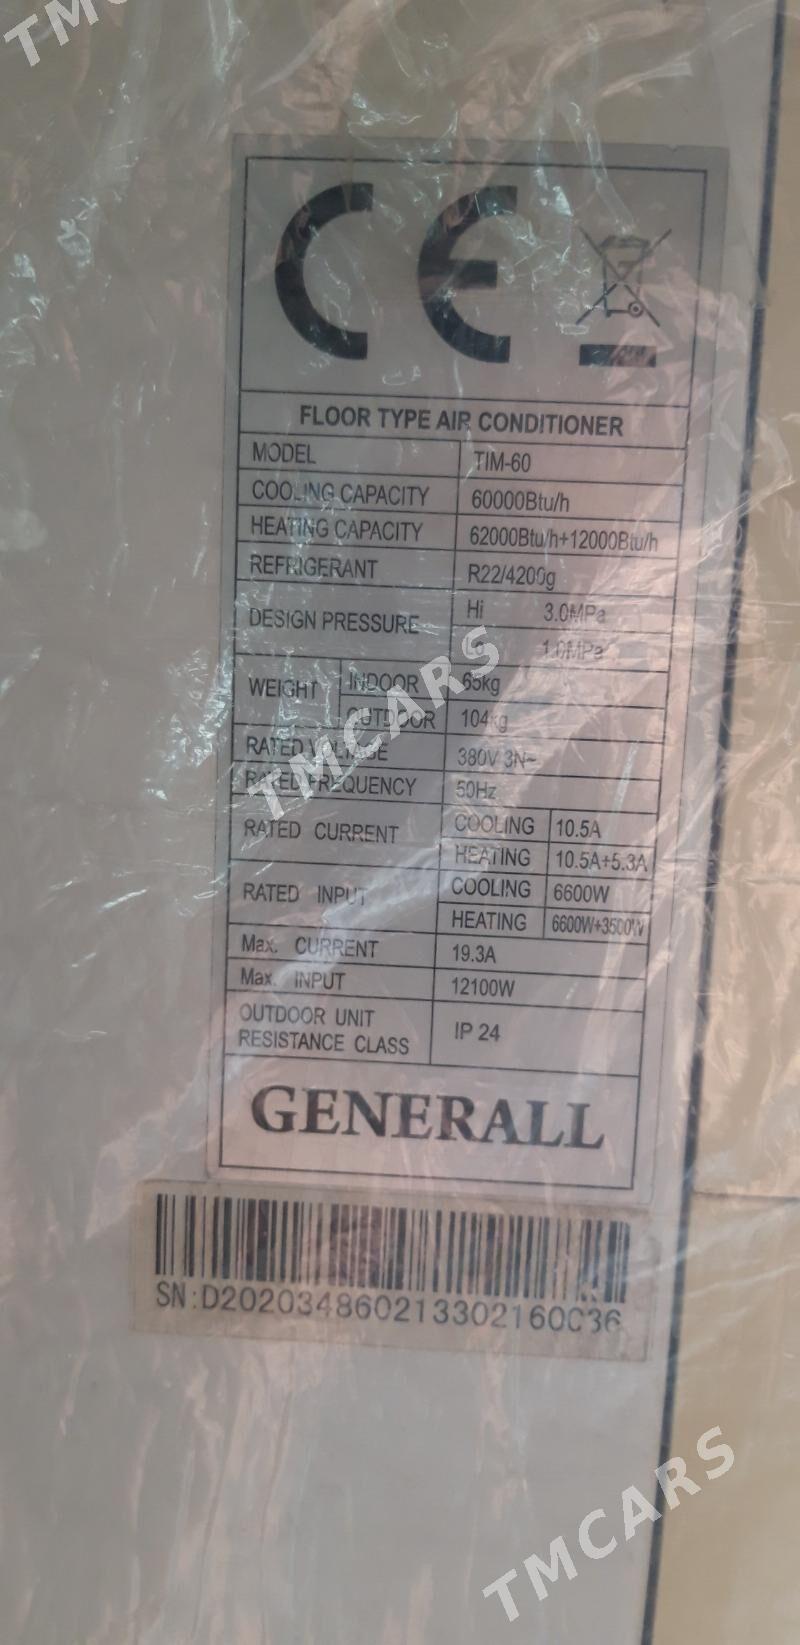 TMC
CE
FLOOR TYPE AIR CONDITIONER
MODEL TIM-60
COOLING CAPACITY 60000Btu/h
HEATING CAPACITY 62000Btu/h+12000Btu/h
REFRIGERANT R22/4200g
DESIGN PRESSURE Hi 3.0MPa
Lo 1.0MPa
WEIGHT INDOOR 65kg
OUTDOOR 104kg
RATED VOLTAGE 380V 3N~
RATED FREQUENCY 50Hz
RATED CURRENT COOLING 10.5A
HEATING 10.5A+5.3A
RATED INPUT COOLING 6600W
HEATING 6600W+3500W
Max. CURRENT 19.3A
Max. INPUT 12100W
OUTDOOR UNIT
RESISTANCE CLASS IP 24
GENERALL
SN:D202034860213302160036
TMCARS
TMCARS